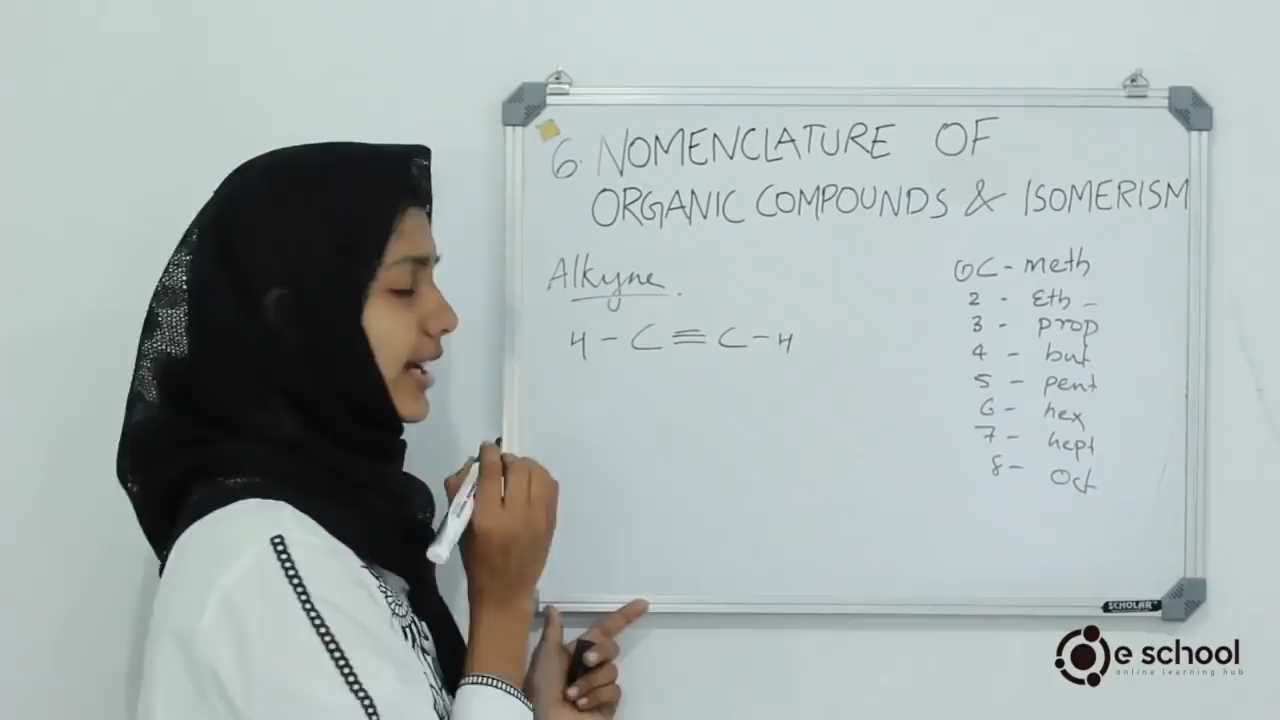 6. NOMENCLATURE OF
ORGANIC COMPOUNDS & ISOMERISM
Alkyne.
H - C ≡ C - H
① C - meth
2 - Eth -
3 - prop
4 - but
5 - pent
6 - hex
7 - hept
8 - Oct
SCHOLAR
e school
online learning hub